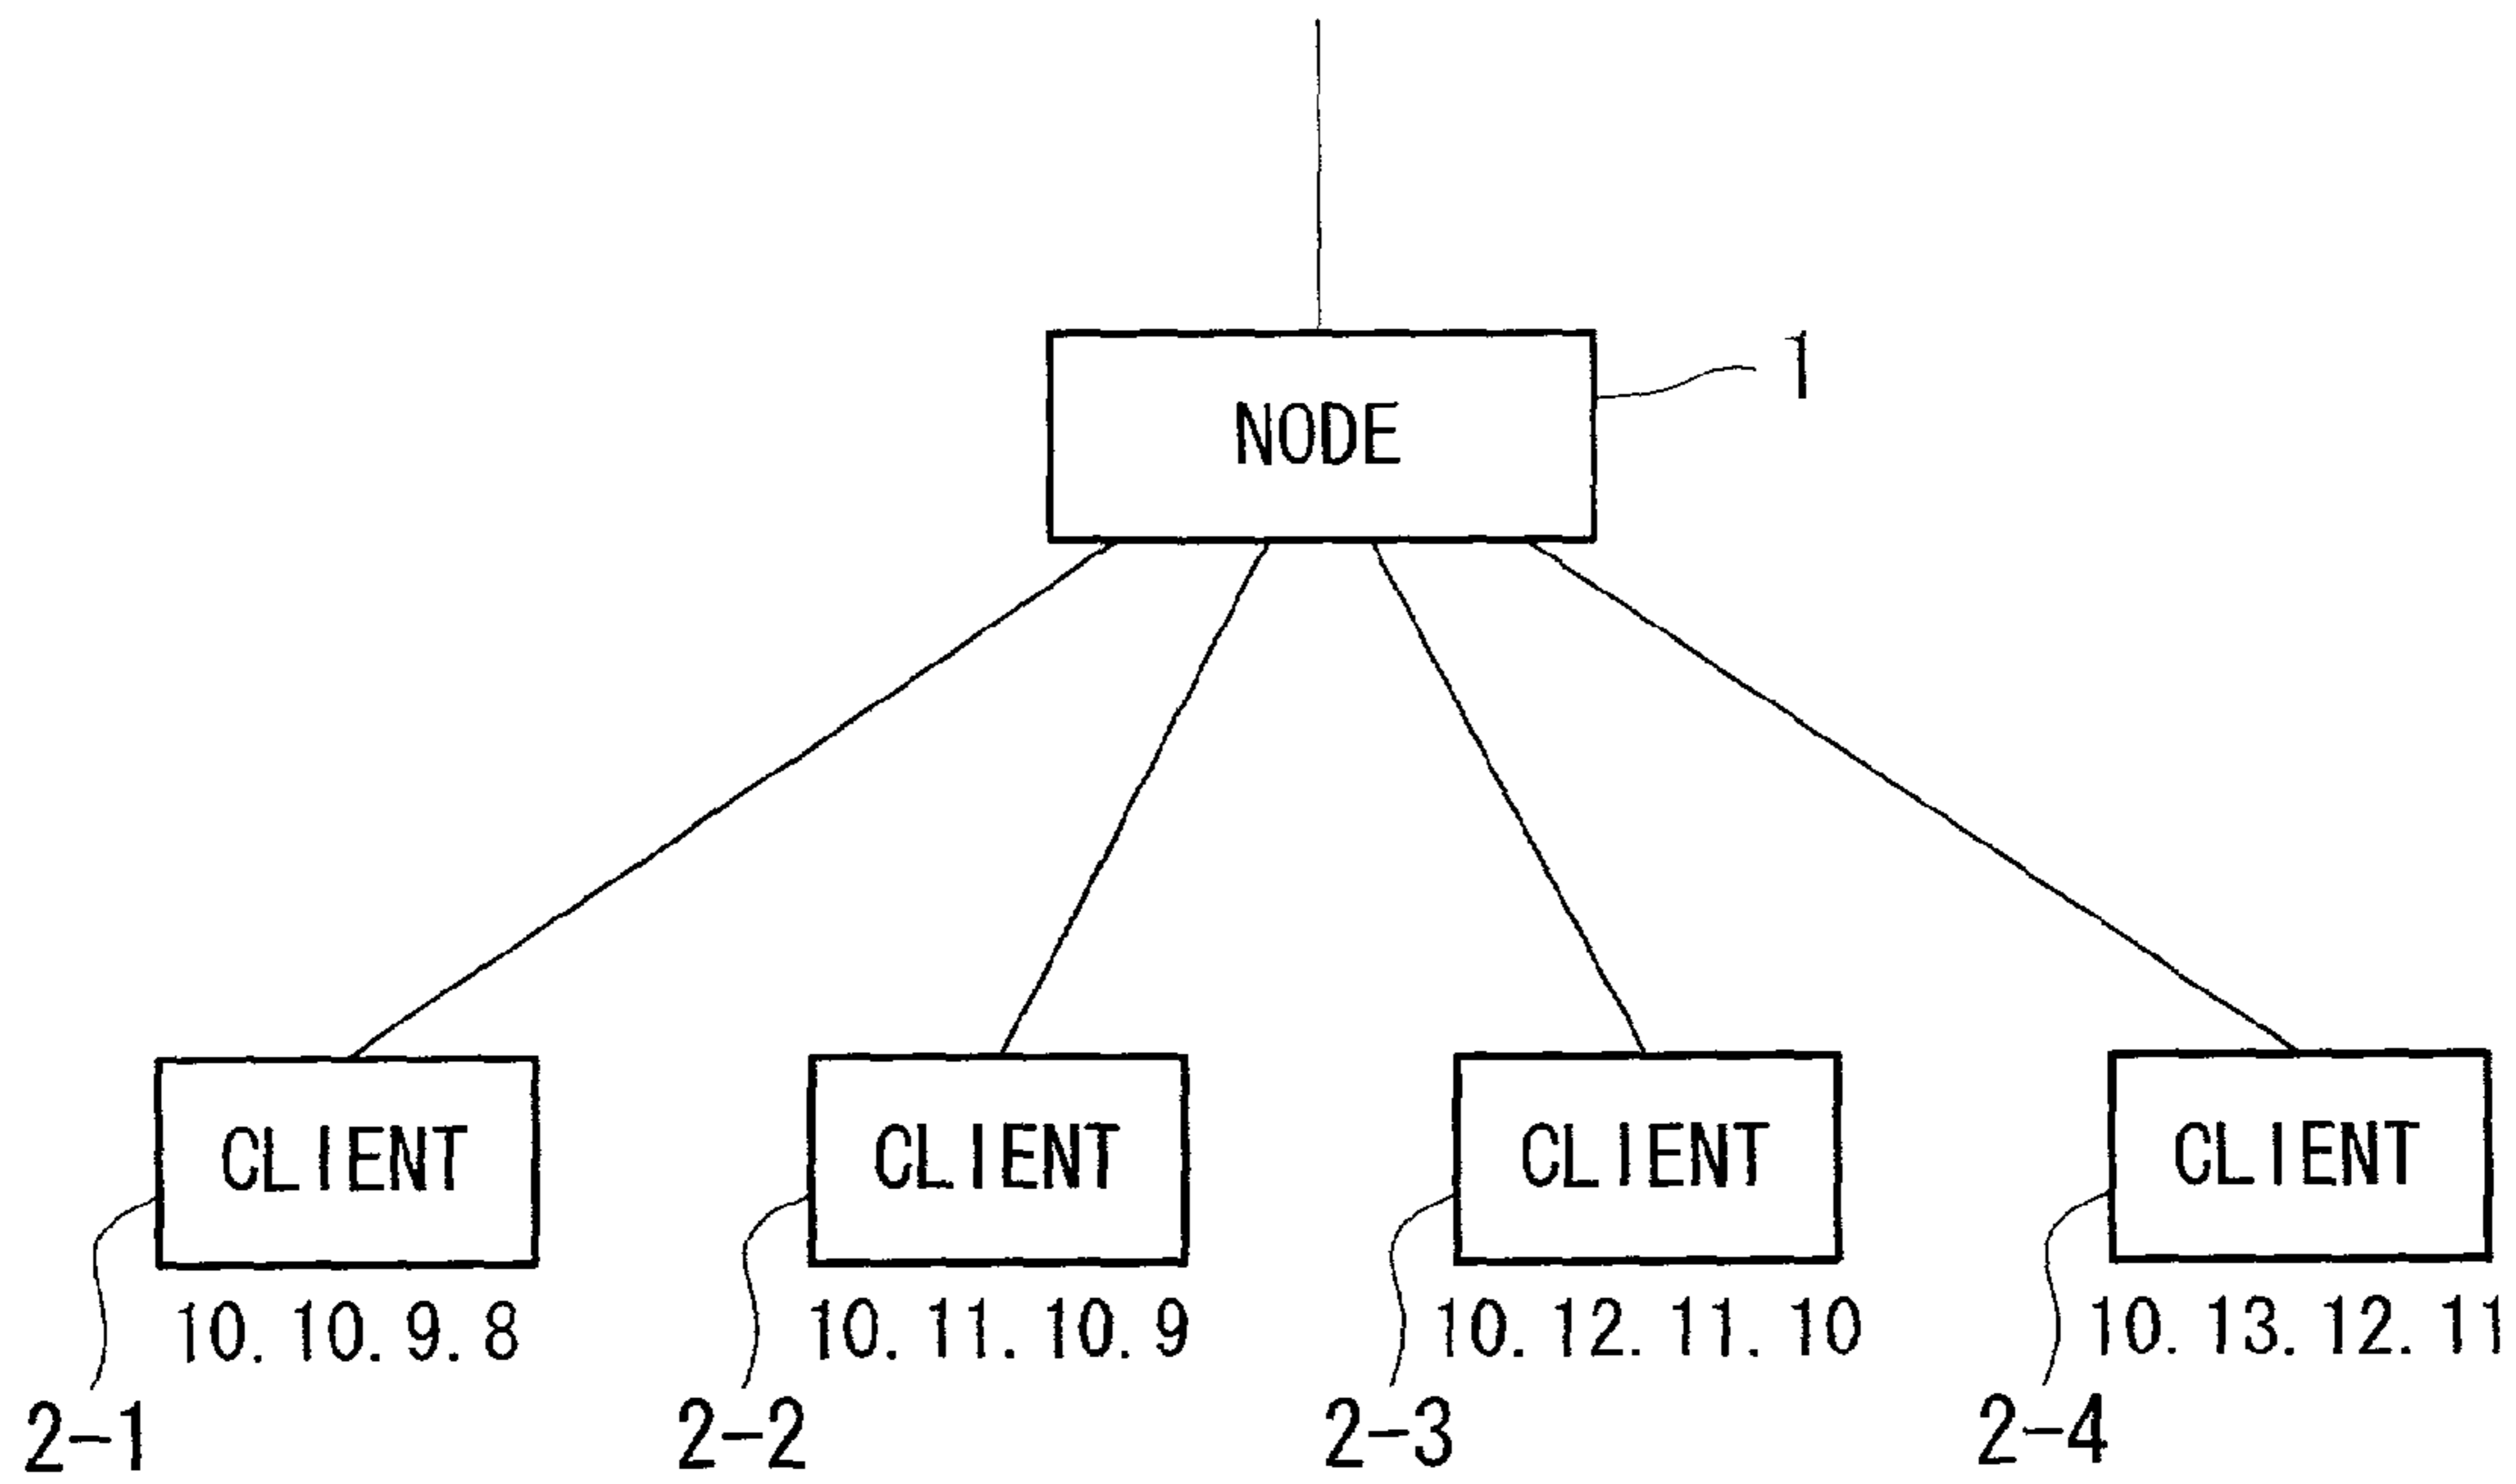 1
NODE
CLIENT
CLIENT
CLIENT
CLIENT
10. 10. 9. 8
10. 11. 10. 9
10. 12. 11. 10
10. 13. 12. 11
2-1
2-2
2-3
2-4